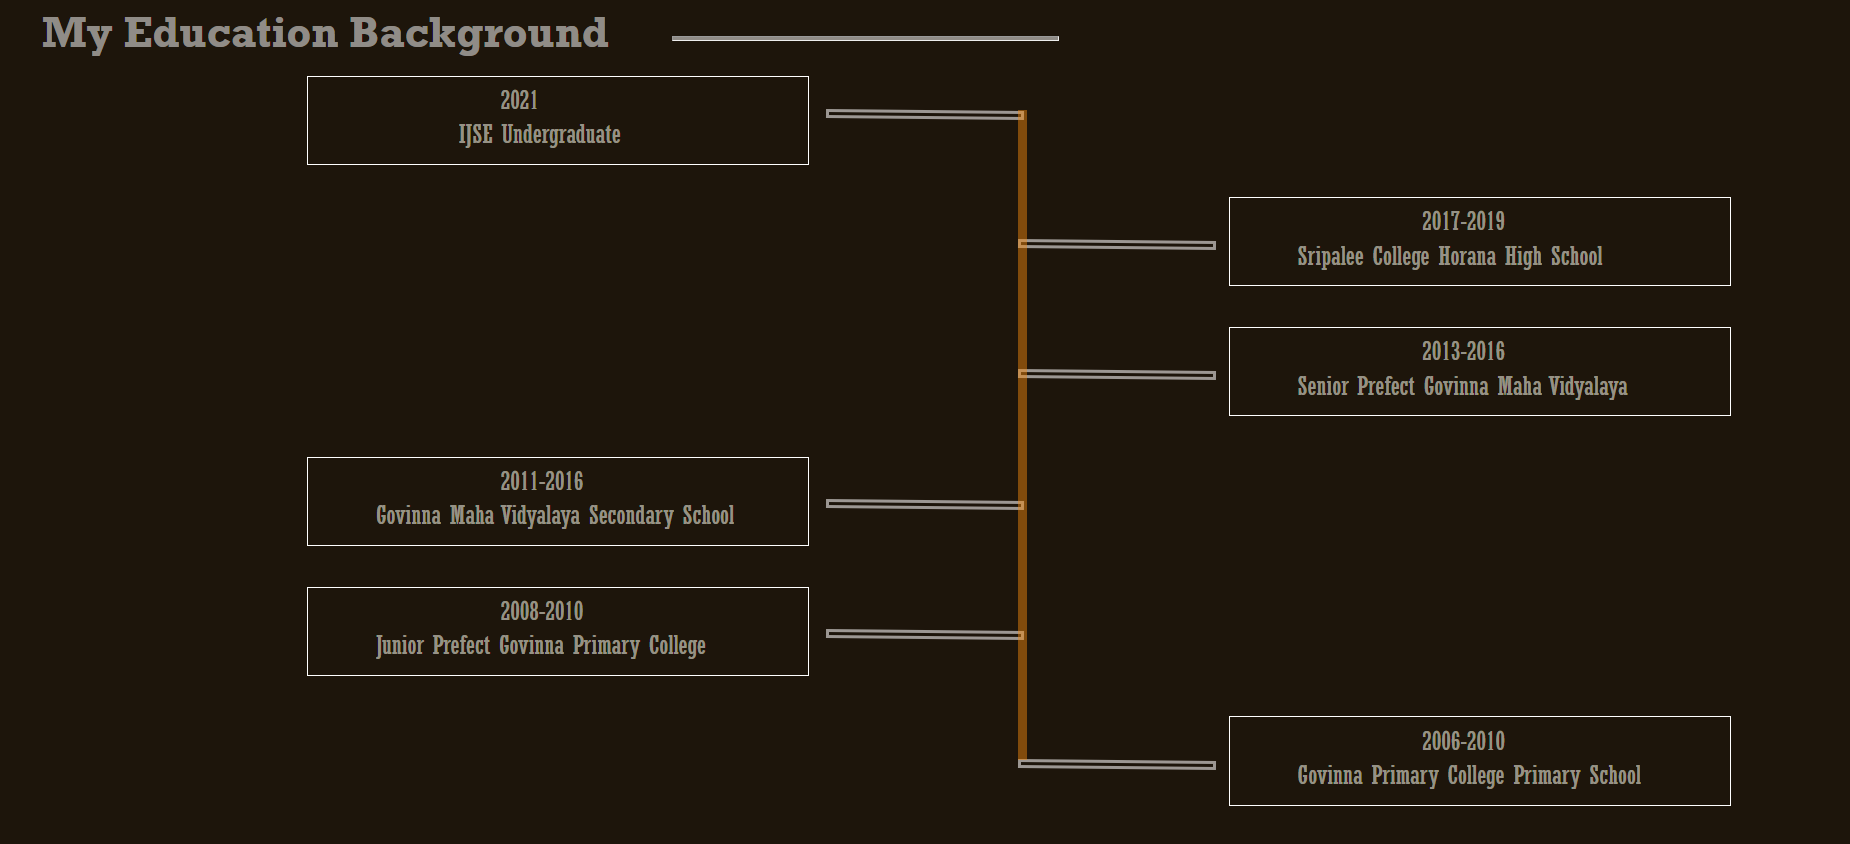 My Education Background
2021
IJSE Undergraduate
2017-2019
Sripalee College Horana High School
2013-2016
Senior Prefect Govinna Maha Vidyalaya
2011-2016
Govinna Maha Vidyalaya Secondary School
2008-2010
Junior Prefect Govinna Primary College
2006-2010
Govinna Primary College Primary School